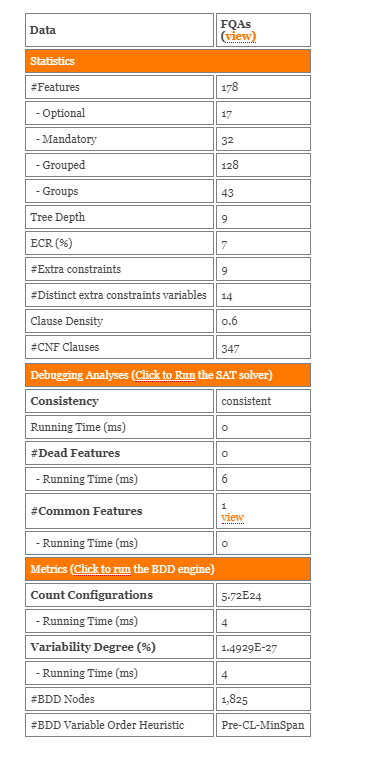 Data FQAs
(view)
Statistics
#Features 178
- Optional 17
- Mandatory 32
- Grouped 128
- Groups 43
Tree Depth 9
ECR (%) 7
#Extra constraints 9
#Distinct extra constraints variables 14
Clause Density 0.6
#CNF Clauses 347
Debugging Analyses (Click to Run the SAT solver)
Consistency consistent
Running Time (ms) 0
#Dead Features 0
- Running Time (ms) 6
#Common Features 1
view
- Running Time (ms) 0
Metrics (Click to run the BDD engine)
Count Configurations 5.72E24
- Running Time (ms) 4
Variability Degree (%) 1.4929E-27
- Running Time (ms) 4
#BDD Nodes 1,825
#BDD Variable Order Heuristic Pre-CL-MinSpan